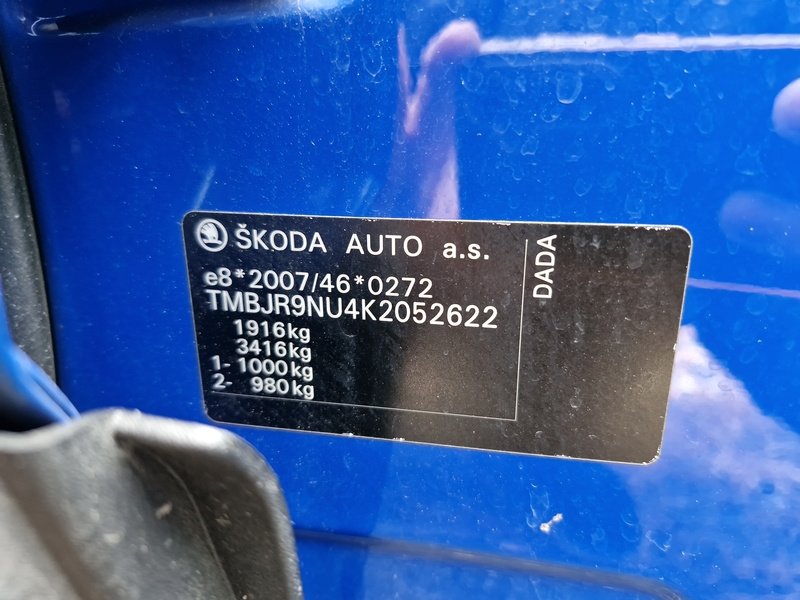 ŠKODA AUTO a.s.
e8*2007/46*0272
TMBJR9NU4K2052622
1916kg
3416kg
1- 1000kg
2- 980kg
DADA